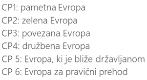 CP1: pametna Evropa
CP2: zelena Evropa
CP3: povezana Evropa
CP4: družbena Evropa
CP 5: Evropa, ki je bliže državljanom
CP 6: Evropa za pravični prehod